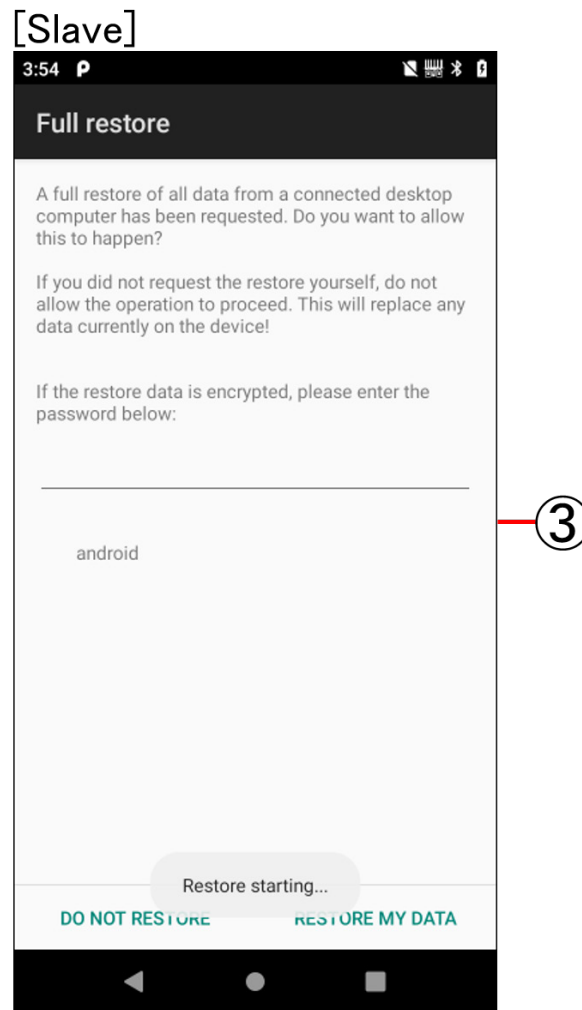 [Slave]
3:54
Full restore
A full restore of all data from a connected desktop
computer has been requested. Do you want to allow
this to happen?
If you did not request the restore yourself, do not
allow the operation to proceed. This will replace any
data currently on the device!
If the restore data is encrypted, please enter the
password below:
③
android
Restore starting...
DO NOT RESTORE RESTORE MY DATA